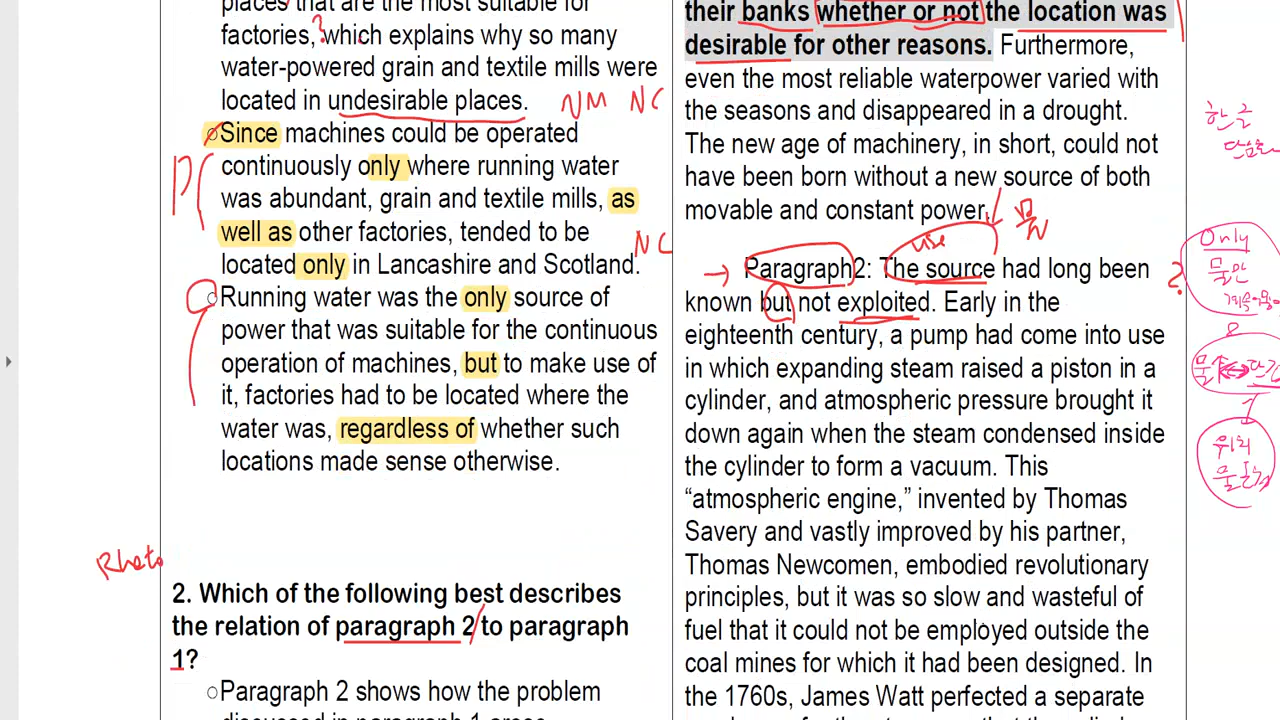 places that are the most suitable for
factories, which explains why so many
water-powered grain and textile mills were
located in undesirable places. NM NC
Since machines could be operated
continuously only where running water
was abundant, grain and textile mills, as
well as other factories, tended to be
located only in Lancashire and Scotland. NC
Running water was the only source of
power that was suitable for the continuous
operation of machines, but to make use of
it, factories had to be located where the
water was, regardless of whether such
locations made sense otherwise.
2. Which of the following best describes
the relation of paragraph 2 to paragraph
1?
Paragraph 2 shows how the problem
discussed in paragraph 1 arose.
their banks whether or not the location was
desirable for other reasons. Furthermore,
even the most reliable waterpower varied with
the seasons and disappeared in a drought.
The new age of machinery, in short, could not
have been born without a new source of both
movable and constant power.
use
Paragraph2: The source had long been
known but not exploited. Early in the
eighteenth century, a pump had come into use
in which expanding steam raised a piston in a
cylinder, and atmospheric pressure brought it
down again when the steam condensed inside
the cylinder to form a vacuum. This
“atmospheric engine,” invented by Thomas
Savery and vastly improved by his partner,
Thomas Newcomen, embodied revolutionary
principles, but it was so slow and wasteful of
fuel that it could not be employed outside the
coal mines for which it had been designed. In
the 1760s, James Watt perfected a separate
한글
Only
물만
위치